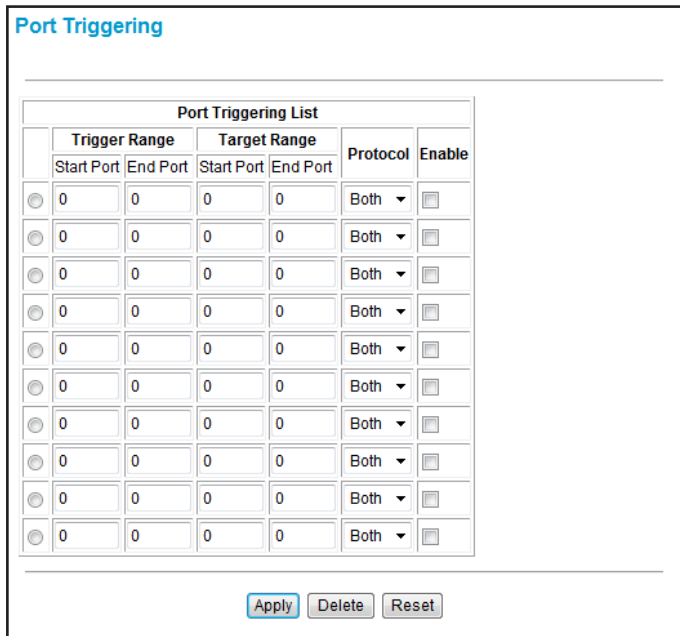 Port Triggering
Port Triggering List
Trigger Range Target Range Protocol Enable
Start Port End Port Start Port End Port
0 0 0 0 Both
0 0 0 0 Both
0 0 0 0 Both
0 0 0 0 Both
0 0 0 0 Both
0 0 0 0 Both
0 0 0 0 Both
0 0 0 0 Both
0 0 0 0 Both
0 0 0 0 Both
Apply Delete Reset